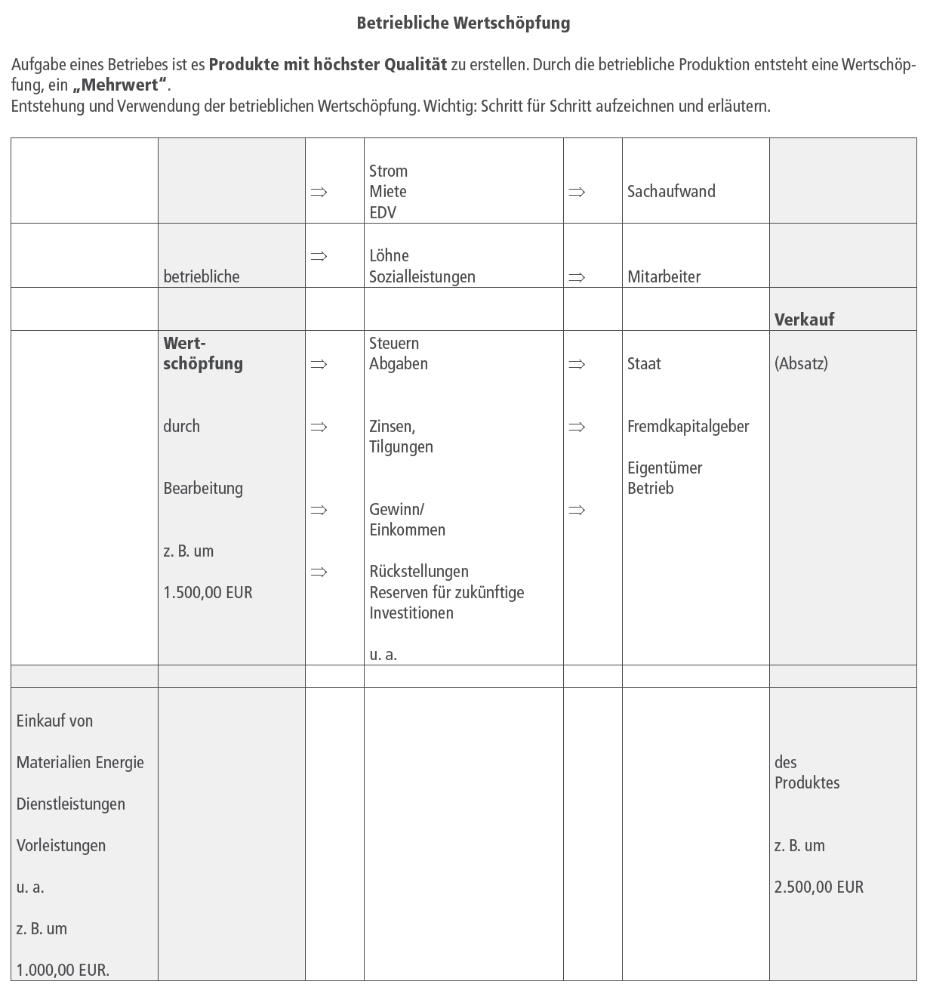 Betriebliche Wertschöpfung
Aufgabe eines Betriebes ist es Produkte mit höchster Qualität zu erstellen. Durch die betriebliche Produktion entsteht eine Wertschöp-
fung, ein „Mehrwert“.
Entstehung und Verwendung der betrieblichen Wertschöpfung. Wichtig: Schritt für Schritt aufzeichnen und erläutern.
Strom
⇒ Miete ⇒ Sachaufwand
EDV
⇒ Löhne
betriebliche Sozialleistungen ⇒ Mitarbeiter
Verkauf
Wert- Steuern
schöpfung ⇒ Abgaben ⇒ Staat (Absatz)
durch ⇒ Zinsen, ⇒ Fremdkapitalgeber
Tilgungen
Eigentümer
Bearbeitung Betrieb
⇒ Gewinn/ ⇒
Einkommen
z. B. um
⇒ Rückstellungen
1.500,00 EUR Reserven für zukünftige
Investitionen
u. a.
Einkauf von
Materialien Energie des
Produktes
Dienstleistungen
Vorleistungen z. B. um
u. a. 2.500,00 EUR
z. B. um
1.000,00 EUR.